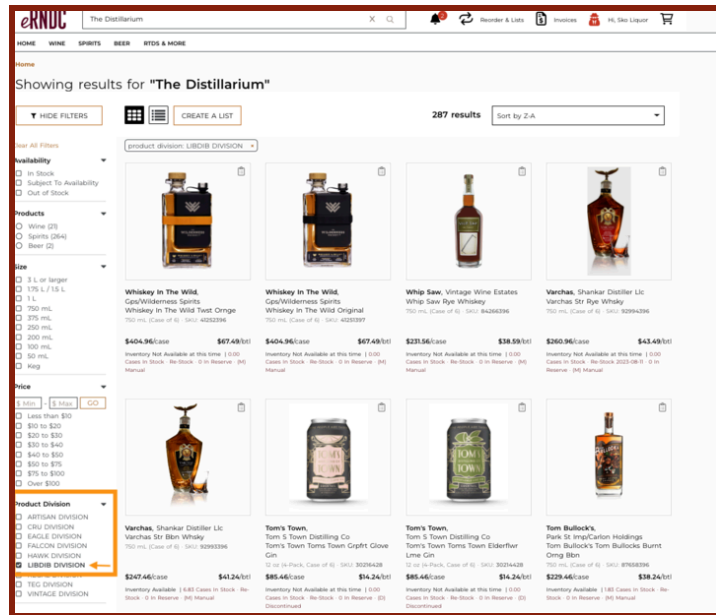 eRNDC
The Distillarium X
2 Reorder & Lists Invoices Hi, Sko Liquor
HOME WINE SPIRITS BEER RTDS & MORE
Home
Showing results for "The Distillarium"
HIDE FILTERS
CREATE A LIST
287 results
Sort by Z-A
Clear All Filters
product division: LIBDIB DIVISION
Availability
In Stock
Subject To Availability
Out of Stock
Products
Wine (21)
Spirits (264)
Beer (2)
Size
3 L or larger
1.75 L / 1.5 L
1 L
750 mL
375 mL
250 mL
200 mL
100 mL
50 mL
Keg
Price
$ Min - $ Max GO
Less than $10
$10 to $20
$20 to $30
$30 to $40
$40 to $50
$50 to $75
$75 to $100
Over $100
Product Division
ARTISAN DIVISION
CRU DIVISION
EAGLE DIVISION
FALCON DIVISION
HAWK DIVISION
LIBDIB DIVISION
TEG DIVISION
VINTAGE DIVISION
Whiskey In The Wild,
Gps/Wilderness Spirits
Whiskey In The Wild Twst Ornge
750 mL (Case of 6) · SKU: 41252396
$404.96/case $67.49/btl
Inventory Not Available at this time | 0.00
Cases In Stock · Re-Stock · 0 In Reserve · (M)
Manual
Whiskey In The Wild,
Gps/Wilderness Spirits
Whiskey In The Wild Original
750 mL (Case of 6) · SKU: 41251397
$404.96/case $67.49/btl
Inventory Not Available at this time | 0.00
Cases In Stock · Re-Stock · 0 In Reserve · (M)
Manual
Whip Saw, Vintage Wine Estates
Whip Saw Rye Whiskey
750 mL (Case of 6) · SKU: 84266396
$231.56/case $38.59/btl
Inventory Not Available at this time | 0.00
Cases In Stock · Re-Stock · 0 In Reserve · (M)
Manual
Varchas, Shankar Distiller Llc
Varchas Str Rye Whsky
750 mL (Case of 6) · SKU: 92994396
$260.96/case $43.49/btl
Inventory Not Available at this time | 0.00
Cases In Stock · Re-Stock 2023-08-11 · 0 In
Reserve · (M) Manual
TOM'S
TOWN
TOM'S
TOWN
Varchas, Shankar Distiller Llc
Varchas Str Bbn Whsky
750 mL (Case of 6) · SKU: 92993396
$247.46/case $41.24/btl
Inventory Available | 6.83 Cases In Stock · Re-
Stock · 0 In Reserve · (M) Manual
Tom's Town,
Tom S Town Distilling Co
Tom's Town Toms Town Grpfrt Glove
Gin
12 oz (4-Pack, Case of 6) · SKU: 30216428
$85.46/case $14.24/btl
Inventory Available | 0.00 Cases In Stock · Re-
Stock · 0 In Reserve · (D)
Discontinued
Tom's Town,
Tom S Town Distilling Co
Tom's Town Toms Town Elderflwr
Lme Gin
12 oz (4-Pack, Case of 6) · SKU: 30214428
$85.46/case $14.24/btl
Inventory Available | 0.00 Cases In Stock · Re-
Stock · 0 In Reserve · (D)
Discontinued
Tom Bullock's,
Park St Imp/Carlon Holdings
Tom Bullock's Tom Bullocks Burnt
Orng Bbn
750 mL (Case of 6) · SKU: 87658396
$229.46/case $38.24/btl
Inventory Available | 1.83 Cases In Stock · Re-
Stock · 0 In Reserve · (M) Manual